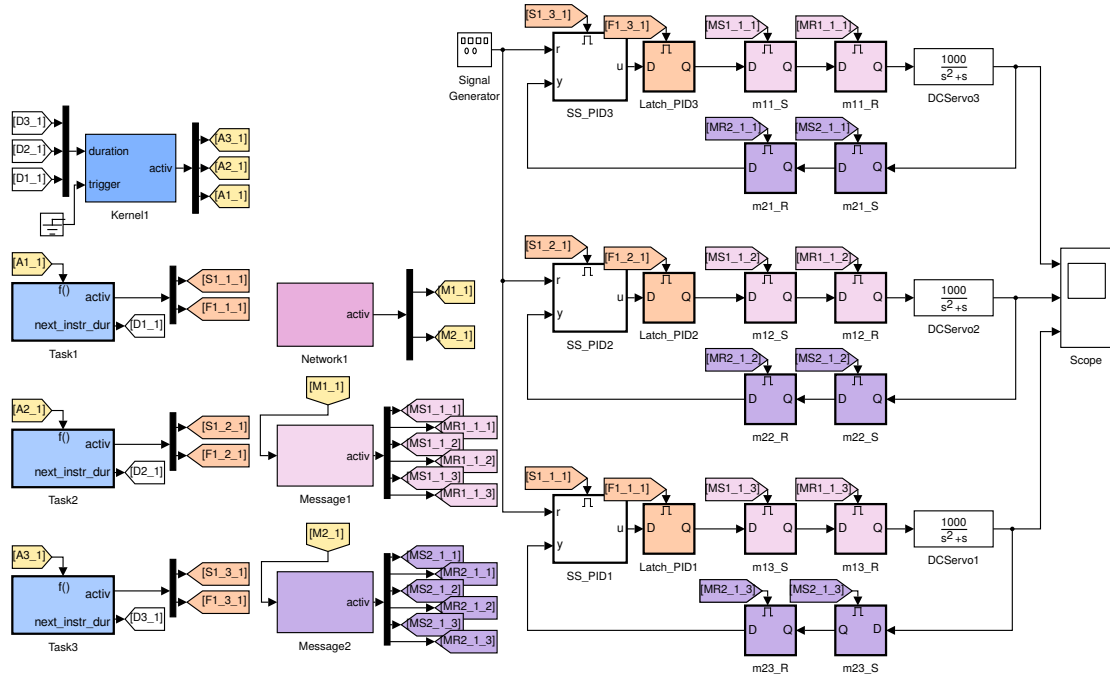 [D3_1]
[D2_1]
[D1_1]
duration
trigger
activ
Kernel1
[A3_1]
[A2_1]
[A1_1]
[A1_1]
f()
activ
next_instr_dur
Task1
[S1_1_1]
[F1_1_1]
[D1_1]
[A2_1]
f()
activ
next_instr_dur
Task2
[S1_2_1]
[F1_2_1]
[D2_1]
[A3_1]
f()
activ
next_instr_dur
Task3
[S1_3_1]
[F1_3_1]
[D3_1]
activ
Network1
[M1_1]
[M2_1]
[M1_1]
activ
Message1
[MS1_1_1]
[MR1_1_1]
[MS1_1_2]
[MR1_1_2]
[MS1_1_3]
[MR1_1_3]
[M2_1]
activ
Message2
[MS2_1_1]
[MR2_1_1]
[MS2_1_2]
[MR2_1_2]
[MS2_1_3]
[MR2_1_3]
Signal
Generator
[S1_3_1]
r
y
u
SS_PID3
[F1_3_1]
D Q
Latch_PID3
[MS1_1_1]
D Q
m11_S
[MR1_1_1]
D Q
m11_R
1000
s²+s
DCServo3
[MR2_1_1]
D Q
m21_R
[MS2_1_1]
D Q
m21_S
[S1_2_1]
r
y
u
SS_PID2
[F1_2_1]
D Q
Latch_PID2
[MS1_1_2]
D Q
m12_S
[MR1_1_2]
D Q
m12_R
1000
s²+s
DCServo2
[MR2_1_2]
D Q
m22_R
[MS2_1_2]
D Q
m22_S
[S1_1_1]
r
y
u
SS_PID1
[F1_1_1]
D Q
Latch_PID1
[MS1_1_3]
D Q
m13_S
[MR1_1_3]
D Q
m13_R
1000
s²+s
DCServo1
[MR2_1_3]
D Q
m23_R
[MS2_1_3]
Q D
m23_S
Scope